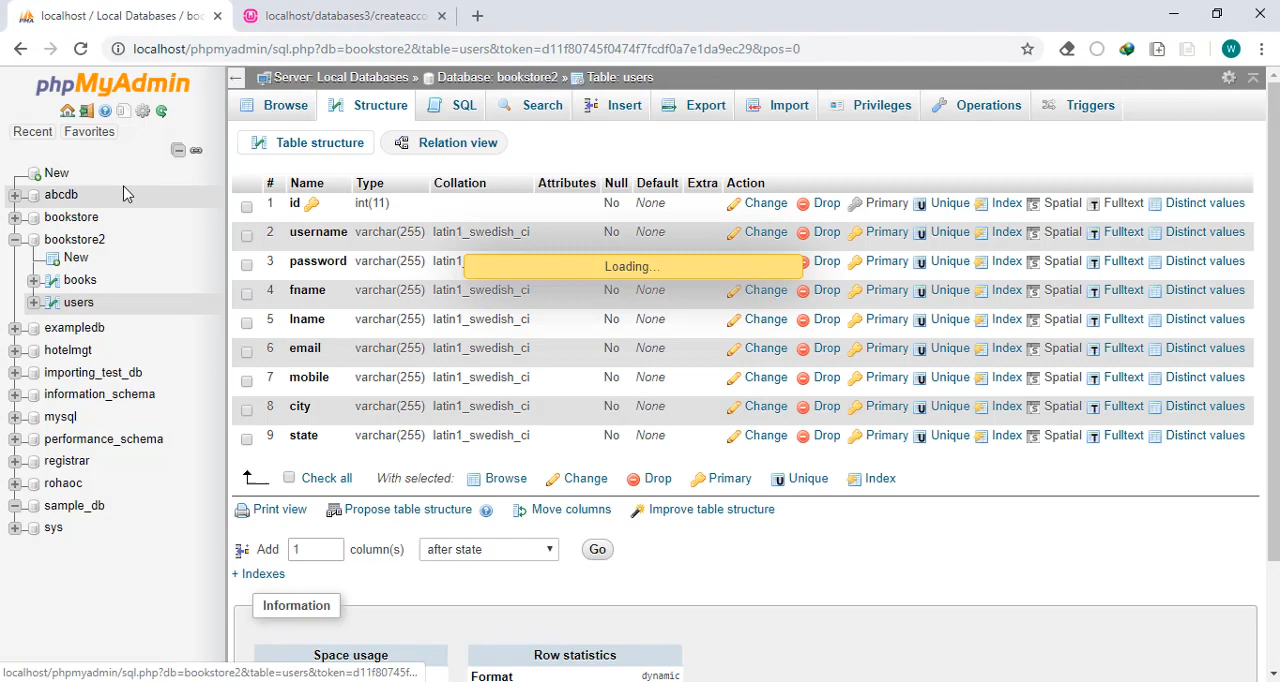 localhost / Local Databases / boo
localhost/databases3/createacco
localhost/phpmyadmin/sql.php?db=bookstore2&table=users&token=d11f80745f0474f7fcdf0a7e1da9ec29&pos=0
W
phpMyAdmin
Recent Favorites
New
abcdb
bookstore
bookstore2
New
books
users
exampledb
hotelmgt
importing_test_db
information_schema
mysql
performance_schema
registrar
rohaoc
sample_db
sys
Server: Local Databases » Database: bookstore2 » Table: users
Browse Structure SQL Search Insert Export Import Privileges Operations Triggers
Table structure Relation view
# Name Type Collation Attributes Null Default Extra Action
1 id int(11) No None Change Drop Primary Unique Index Spatial Fulltext Distinct values
2 username varchar(255) latin1_swedish_ci No None Change Drop Primary Unique Index Spatial Fulltext Distinct values
3 password varchar(255) latin1_ Drop Primary Unique Index Spatial Fulltext Distinct values
Loading...
4 fname varchar(255) latin1_swedish_ci No None Change Drop Primary Unique Index Spatial Fulltext Distinct values
5 lname varchar(255) latin1_swedish_ci No None Change Drop Primary Unique Index Spatial Fulltext Distinct values
6 email varchar(255) latin1_swedish_ci No None Change Drop Primary Unique Index Spatial Fulltext Distinct values
7 mobile varchar(255) latin1_swedish_ci No None Change Drop Primary Unique Index Spatial Fulltext Distinct values
8 city varchar(255) latin1_swedish_ci No None Change Drop Primary Unique Index Spatial Fulltext Distinct values
9 state varchar(255) latin1_swedish_ci No None Change Drop Primary Unique Index Spatial Fulltext Distinct values
Check all With selected: Browse Change Drop Primary Unique Index
Print view Propose table structure Move columns Improve table structure
Add 1 column(s) after state Go
+ Indexes
Information
Space usage Row statistics
Format dynamic
localhost/phpmyadmin/sql.php?db=bookstore2&table=users&token=d11f80745f...